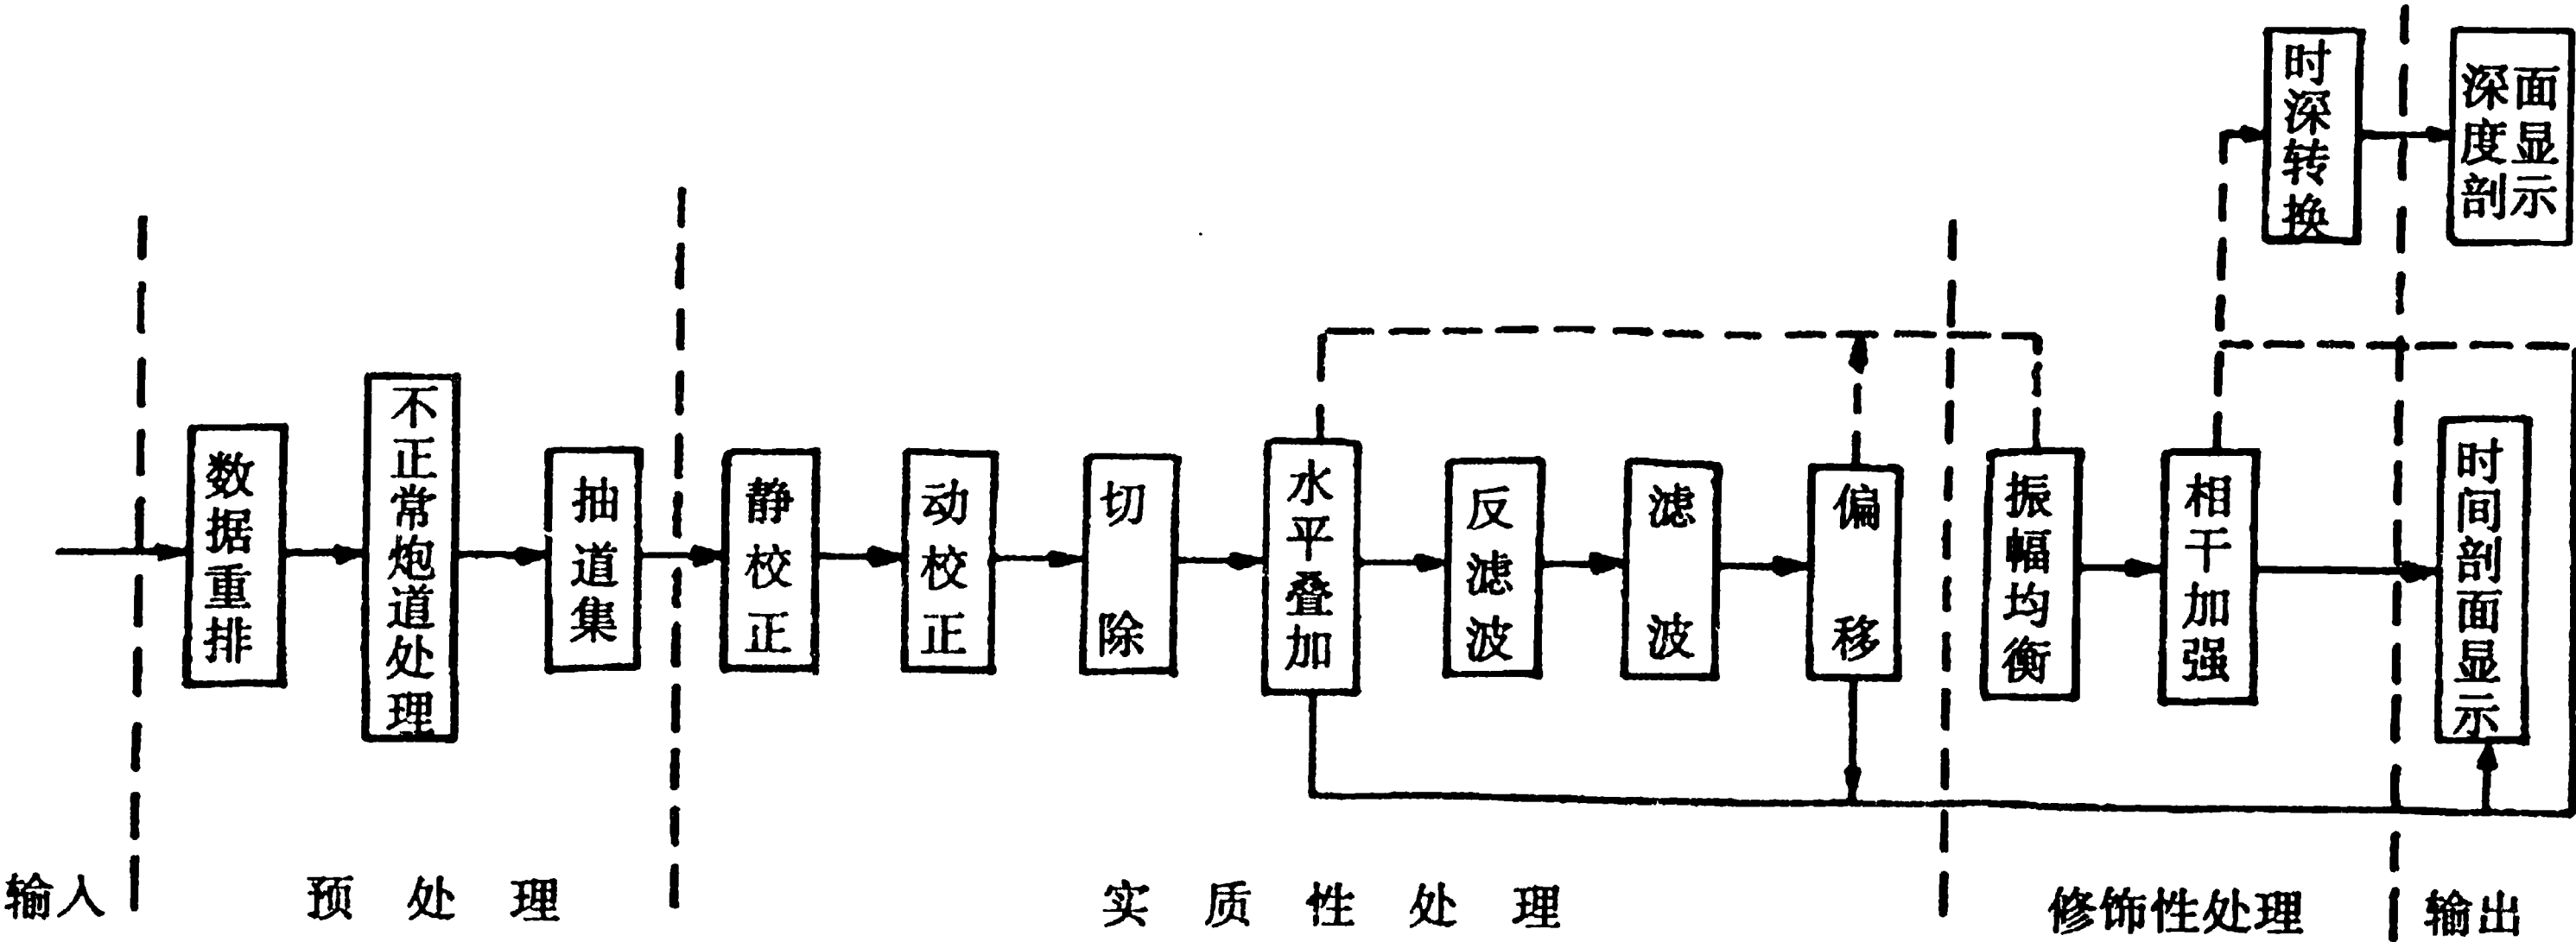 时深转换
深度剖面显示
数据重排
不正常炮道处理
抽道集
静校正
动校正
切除
水平叠加
反滤波
滤波
偏移
振幅均衡
相干加强
时间剖面显示
输入
预处理
实质性处理
修饰性处理
输出